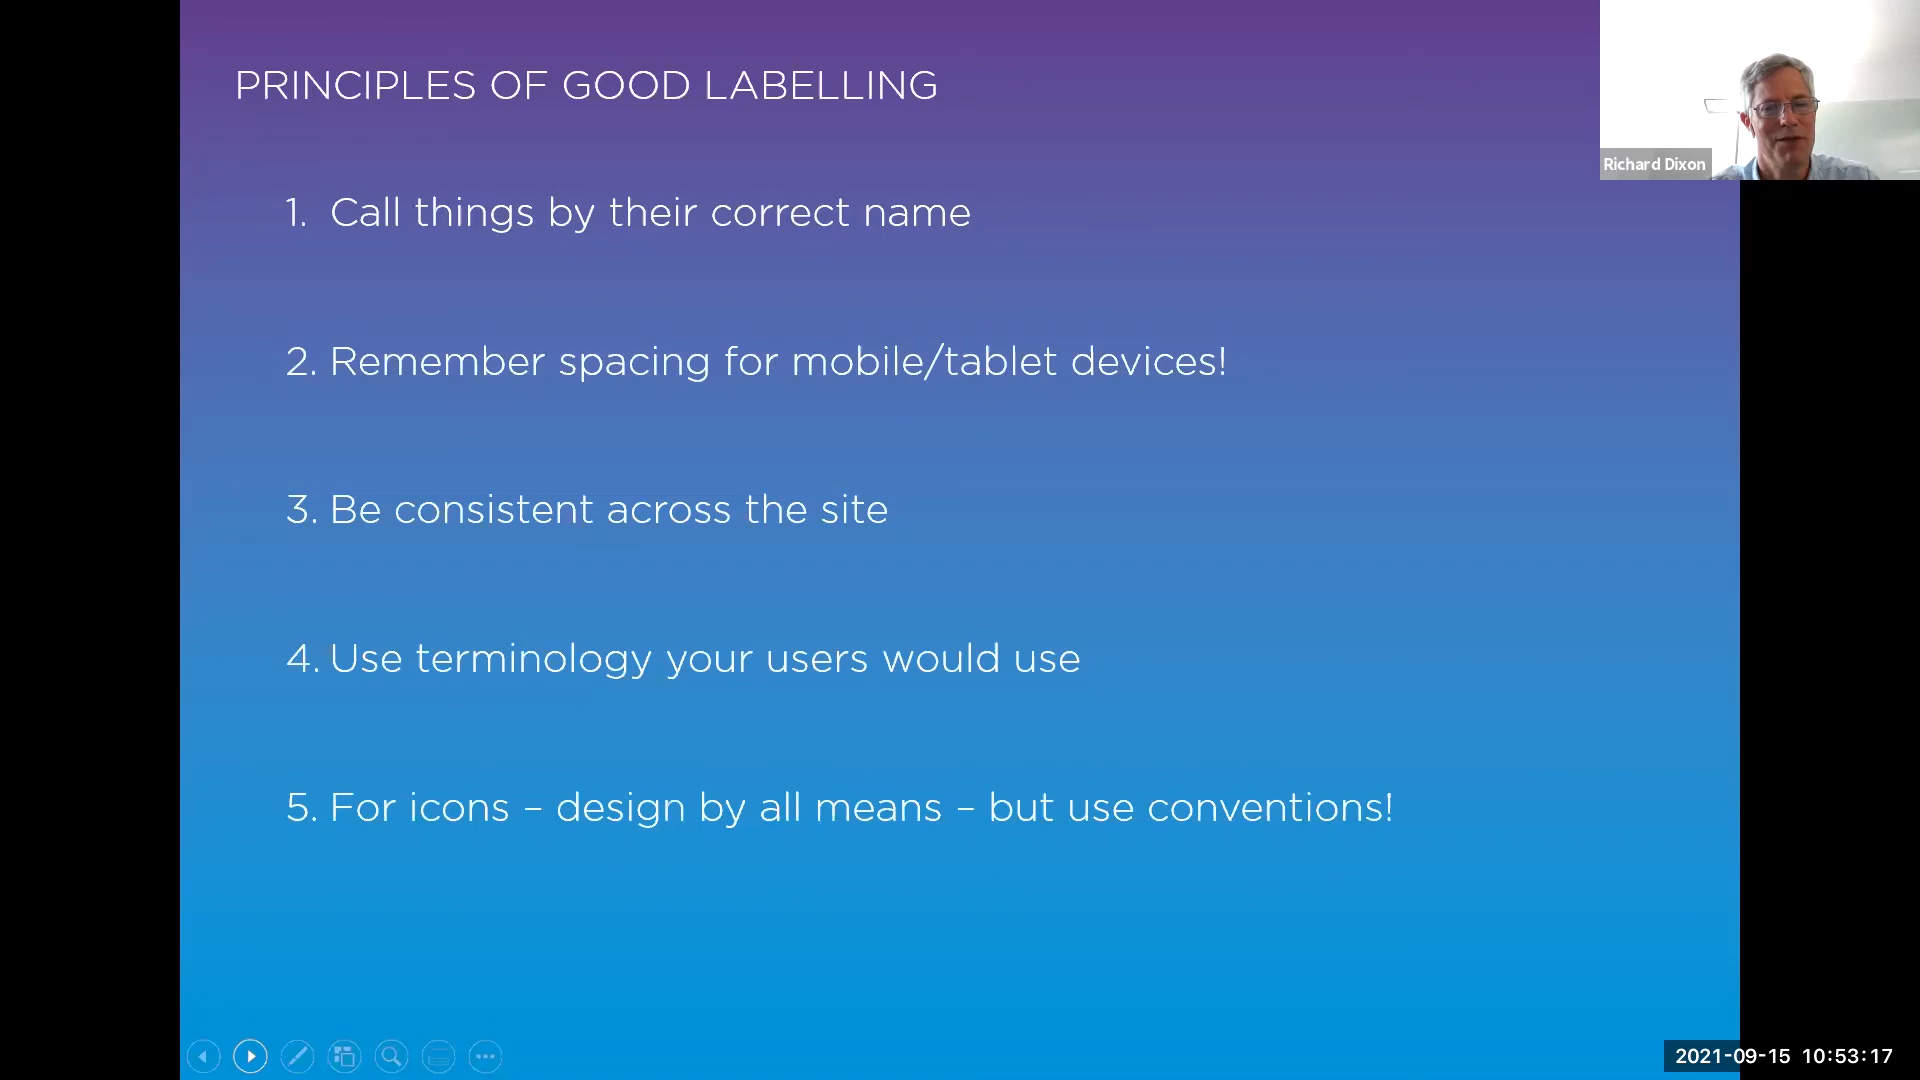 PRINCIPLES OF GOOD LABELLING
Richard Dixon
1. Call things by their correct name
2. Remember spacing for mobile/tablet devices!
3. Be consistent across the site
4. Use terminology your users would use
5. For icons – design by all means – but use conventions!
2021-09-15 10:53:17